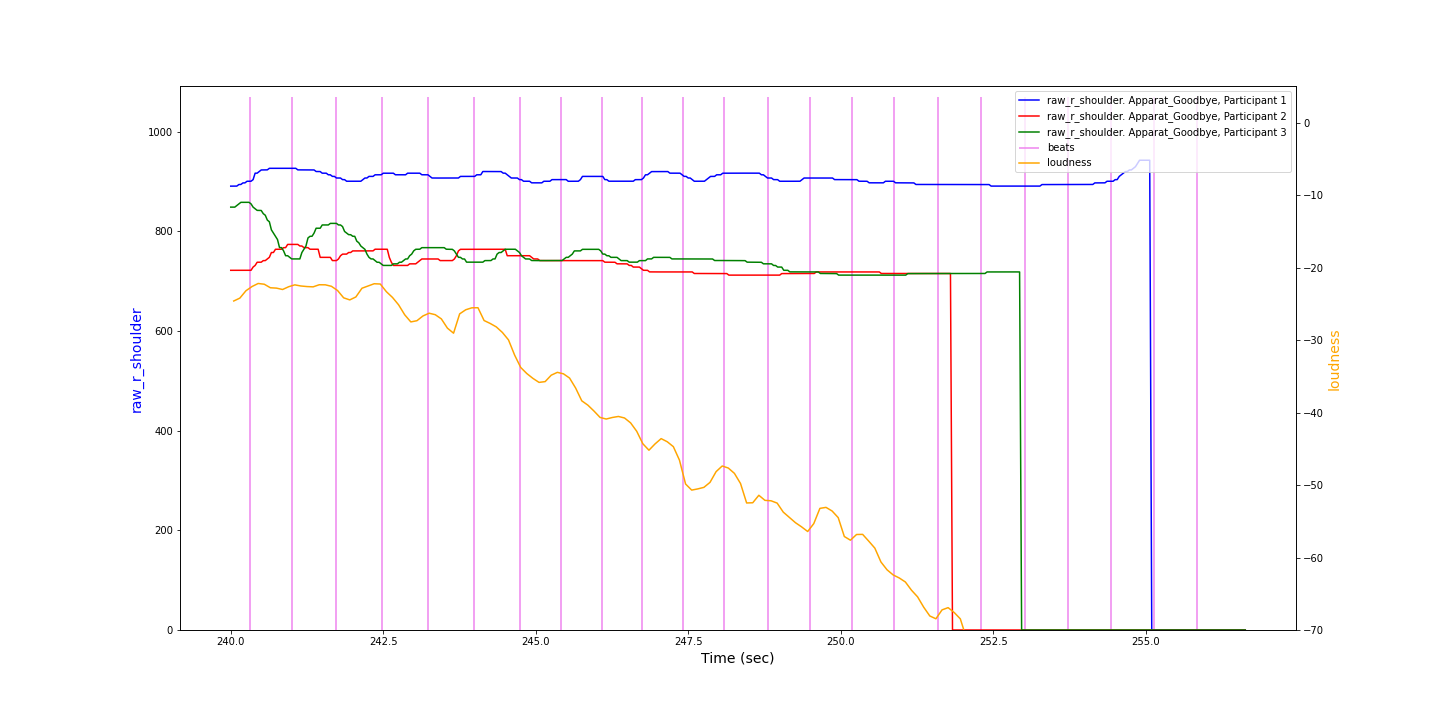 raw_r_shoulder. Apparat_Goodbye, Participant 1
raw_r_shoulder. Apparat_Goodbye, Participant 2
raw_r_shoulder. Apparat_Goodbye, Participant 3
beats
loudness
1000
800
600
400
200
0
raw_r_shoulder
0
−10
−20
−30
−40
−50
−60
−70
loudness
240.0 242.5 245.0 247.5 250.0 252.5 255.0
Time (sec)